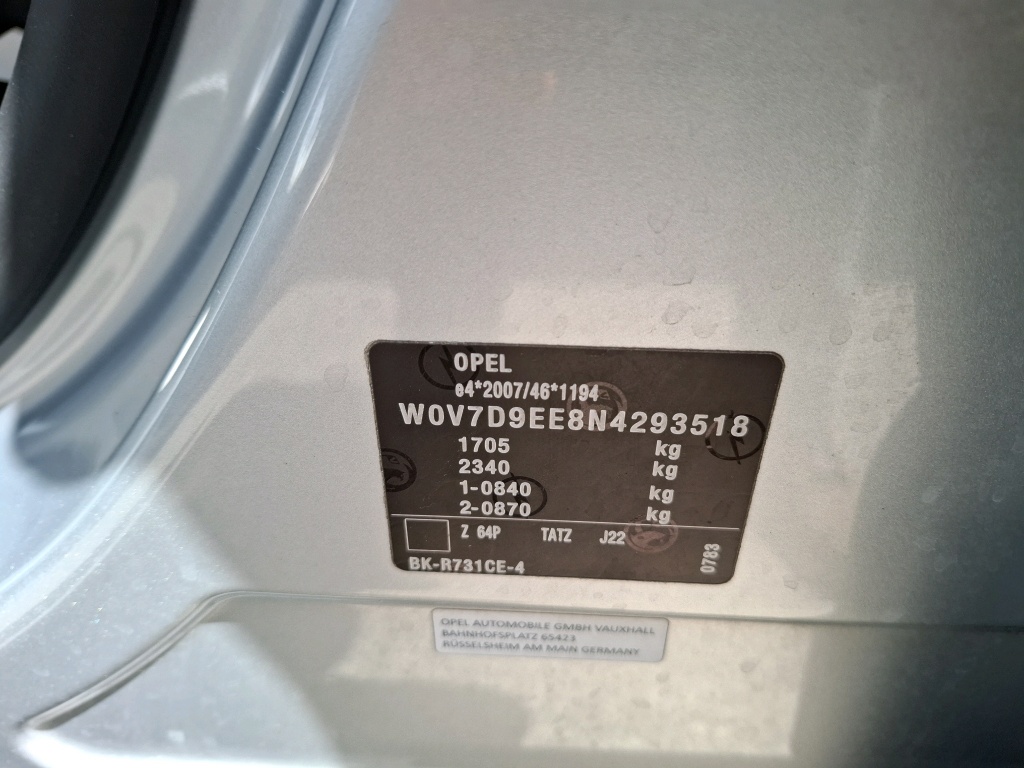 OPEL
e4*2007/46*1194
W0V7D9EE8N4293518
1705 kg
2340 kg
1-0840 kg
2-0870 kg
Z 64P TATZ J22
0783
BK-R731CE-4
OPEL AUTOMOBILE GMBH VAUXHALL
BAHNHOFSPLATZ 65423
RÜSSELSHEIM AM MAIN GERMANY